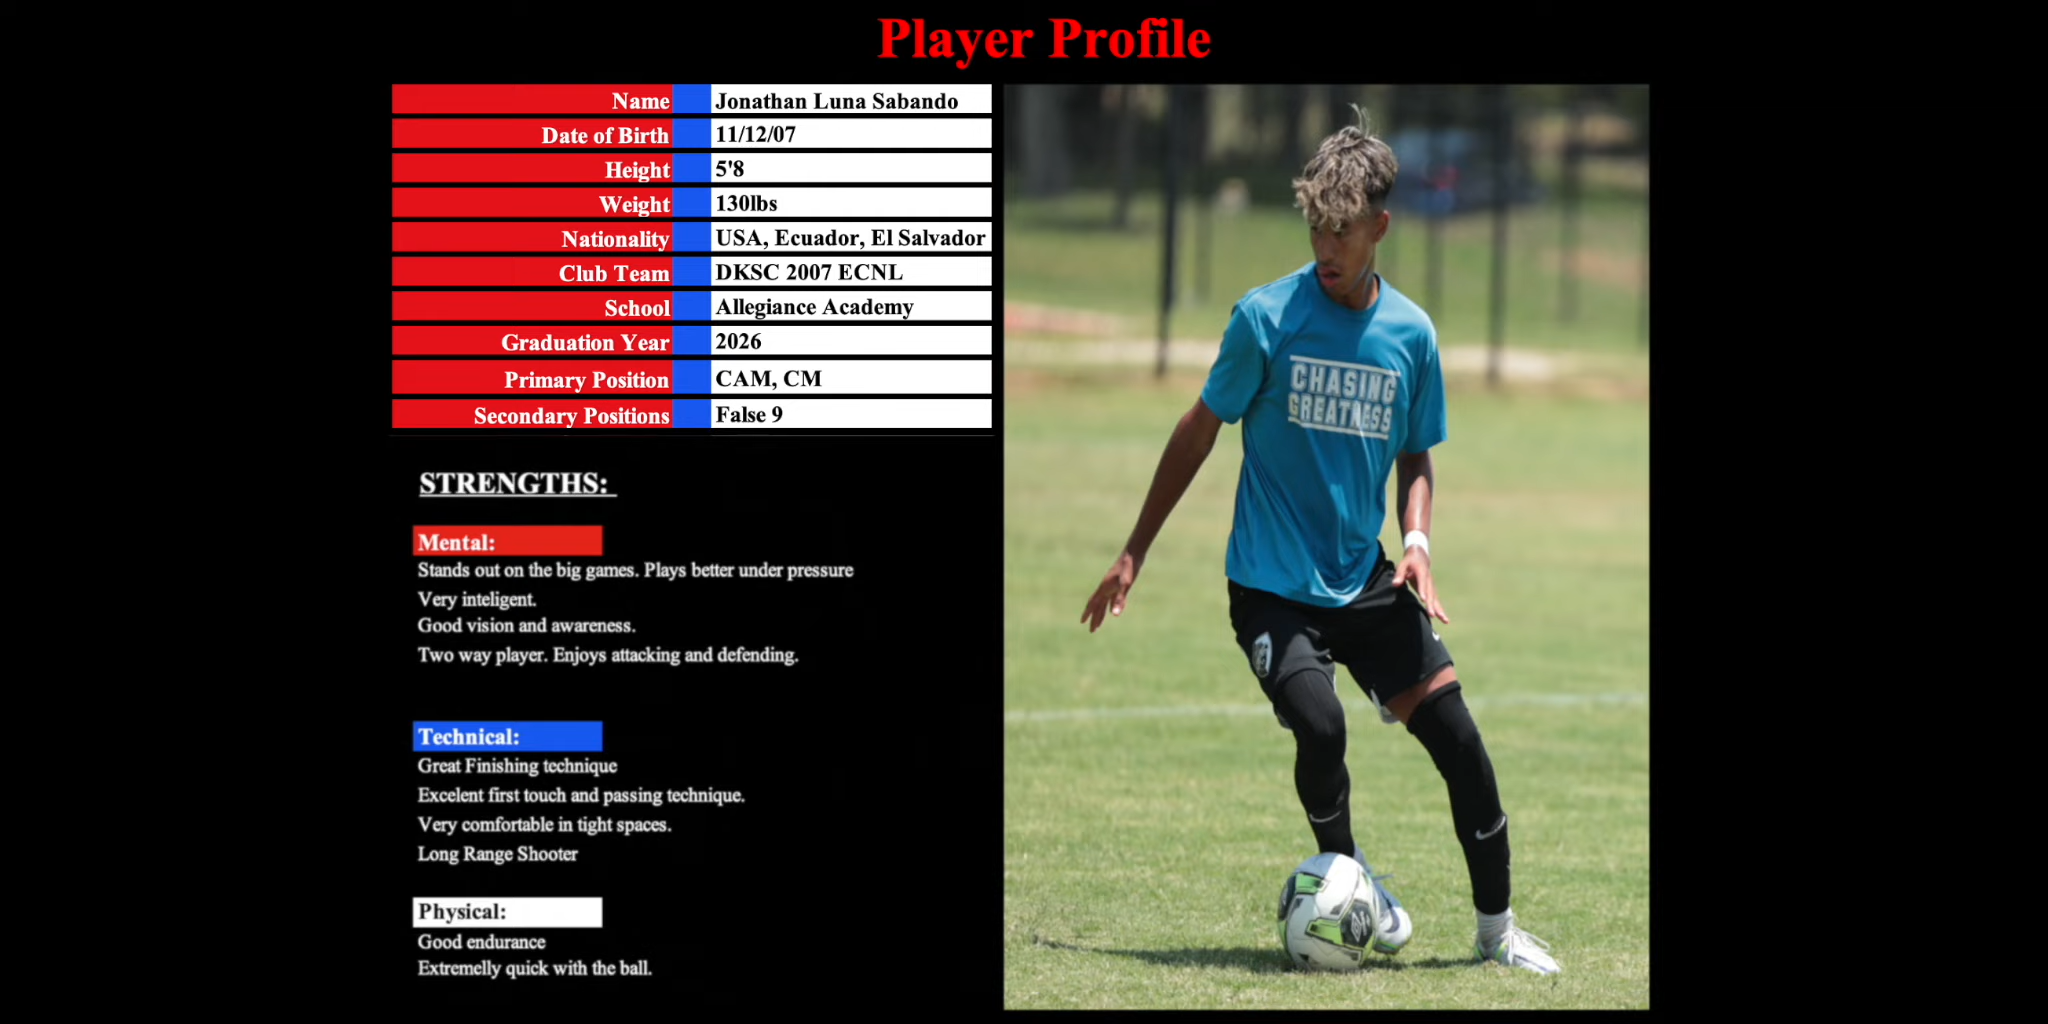 Player Profile
Name Jonathan Luna Sabando
Date of Birth 11/12/07
Height 5'8
Weight 130lbs
Nationality USA, Ecuador, El Salvador
Club Team DKSC 2007 ECNL
School Allegiance Academy
Graduation Year 2026
Primary Position CAM, CM
Secondary Positions False 9
STRENGTHS:
Mental:
Stands out on the big games. Plays better under pressure
Very inteligent.
Good vision and awareness.
Two way player. Enjoys attacking and defending.
Technical:
Great Finishing technique
Excelent first touch and passing technique.
Very comfortable in tight spaces.
Long Range Shooter
Physical:
Good endurance
Extremelly quick with the ball.
CHASING
GREATNESS